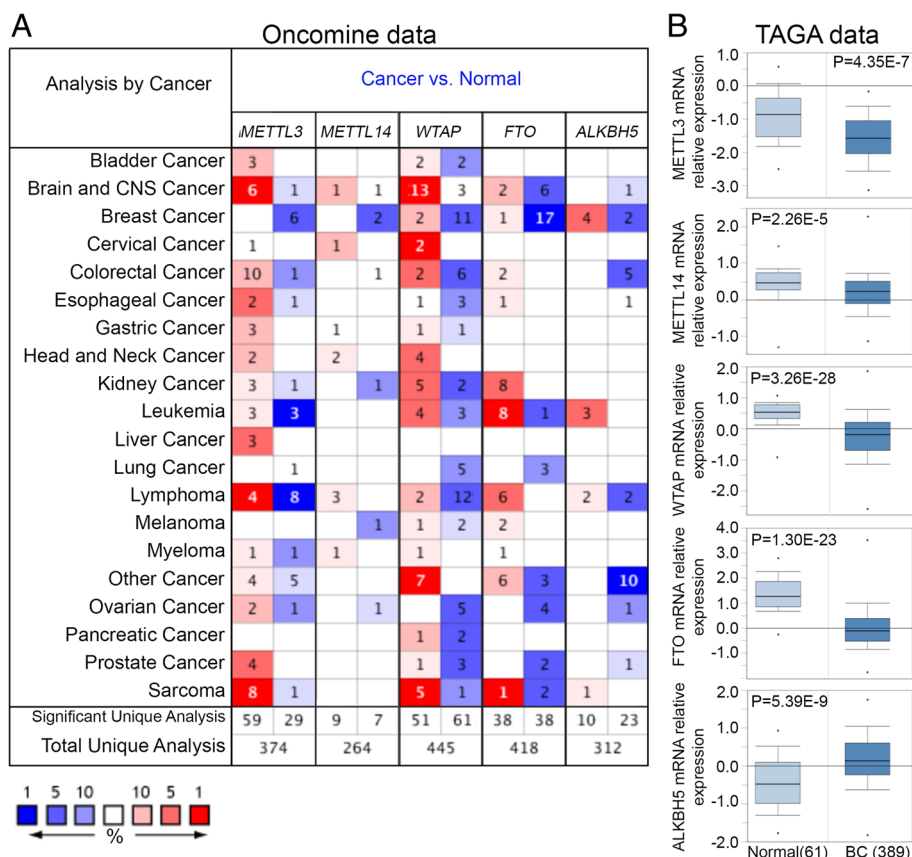 A
Oncomine data
Analysis by Cancer
Cancer vs. Normal
METTL3 METTL14 WTAP FTO ALKBH5
Bladder Cancer 3 2 2
Brain and CNS Cancer 6 1 1 1 13 3 2 6 1
Breast Cancer 6 2 2 11 1 17 4 2
Cervical Cancer 1 1 2
Colorectal Cancer 10 1 1 2 6 2 5
Esophageal Cancer 2 1 1 3 1 1
Gastric Cancer 3 1 1 1
Head and Neck Cancer 2 2 4
Kidney Cancer 3 1 1 5 2 8
Leukemia 3 3 4 3 8 1 3
Liver Cancer 3
Lung Cancer 1 5 3
Lymphoma 4 8 3 2 12 6 2 2
Melanoma 1 1 2 2
Myeloma 1 1 1 1 1
Other Cancer 4 5 7 6 3 10
Ovarian Cancer 2 1 1 5 4 1
Pancreatic Cancer 1 2
Prostate Cancer 4 1 3 2 1
Sarcoma 8 1 5 1 1 2 1
Significant Unique Analysis 59 29 9 7 51 61 38 38 10 23
Total Unique Analysis 374 264 445 418 312
1 5 10 10 5 1
%
B
TAGA data
METTL3 mRNA
relative expression
1.0
0.0
-1.0
-2.0
-3.0
P=4.35E-7
METTL14 mRNA
relative expression
2.0
1.0
0.0
-1.0
P=2.26E-5
WTAP mRNA relative
expression
2.0
1.0
0.0
-1.0
-2.0
P=3.26E-28
FTO mRNA relative
expression
4.0
3.0
2.0
1.0
0.0
-1.0
P=1.30E-23
ALKBH5 mRNA relative
expression
2.0
1.0
0.0
-1.0
-2.0
P=5.39E-9
Normal(61) BC (389)